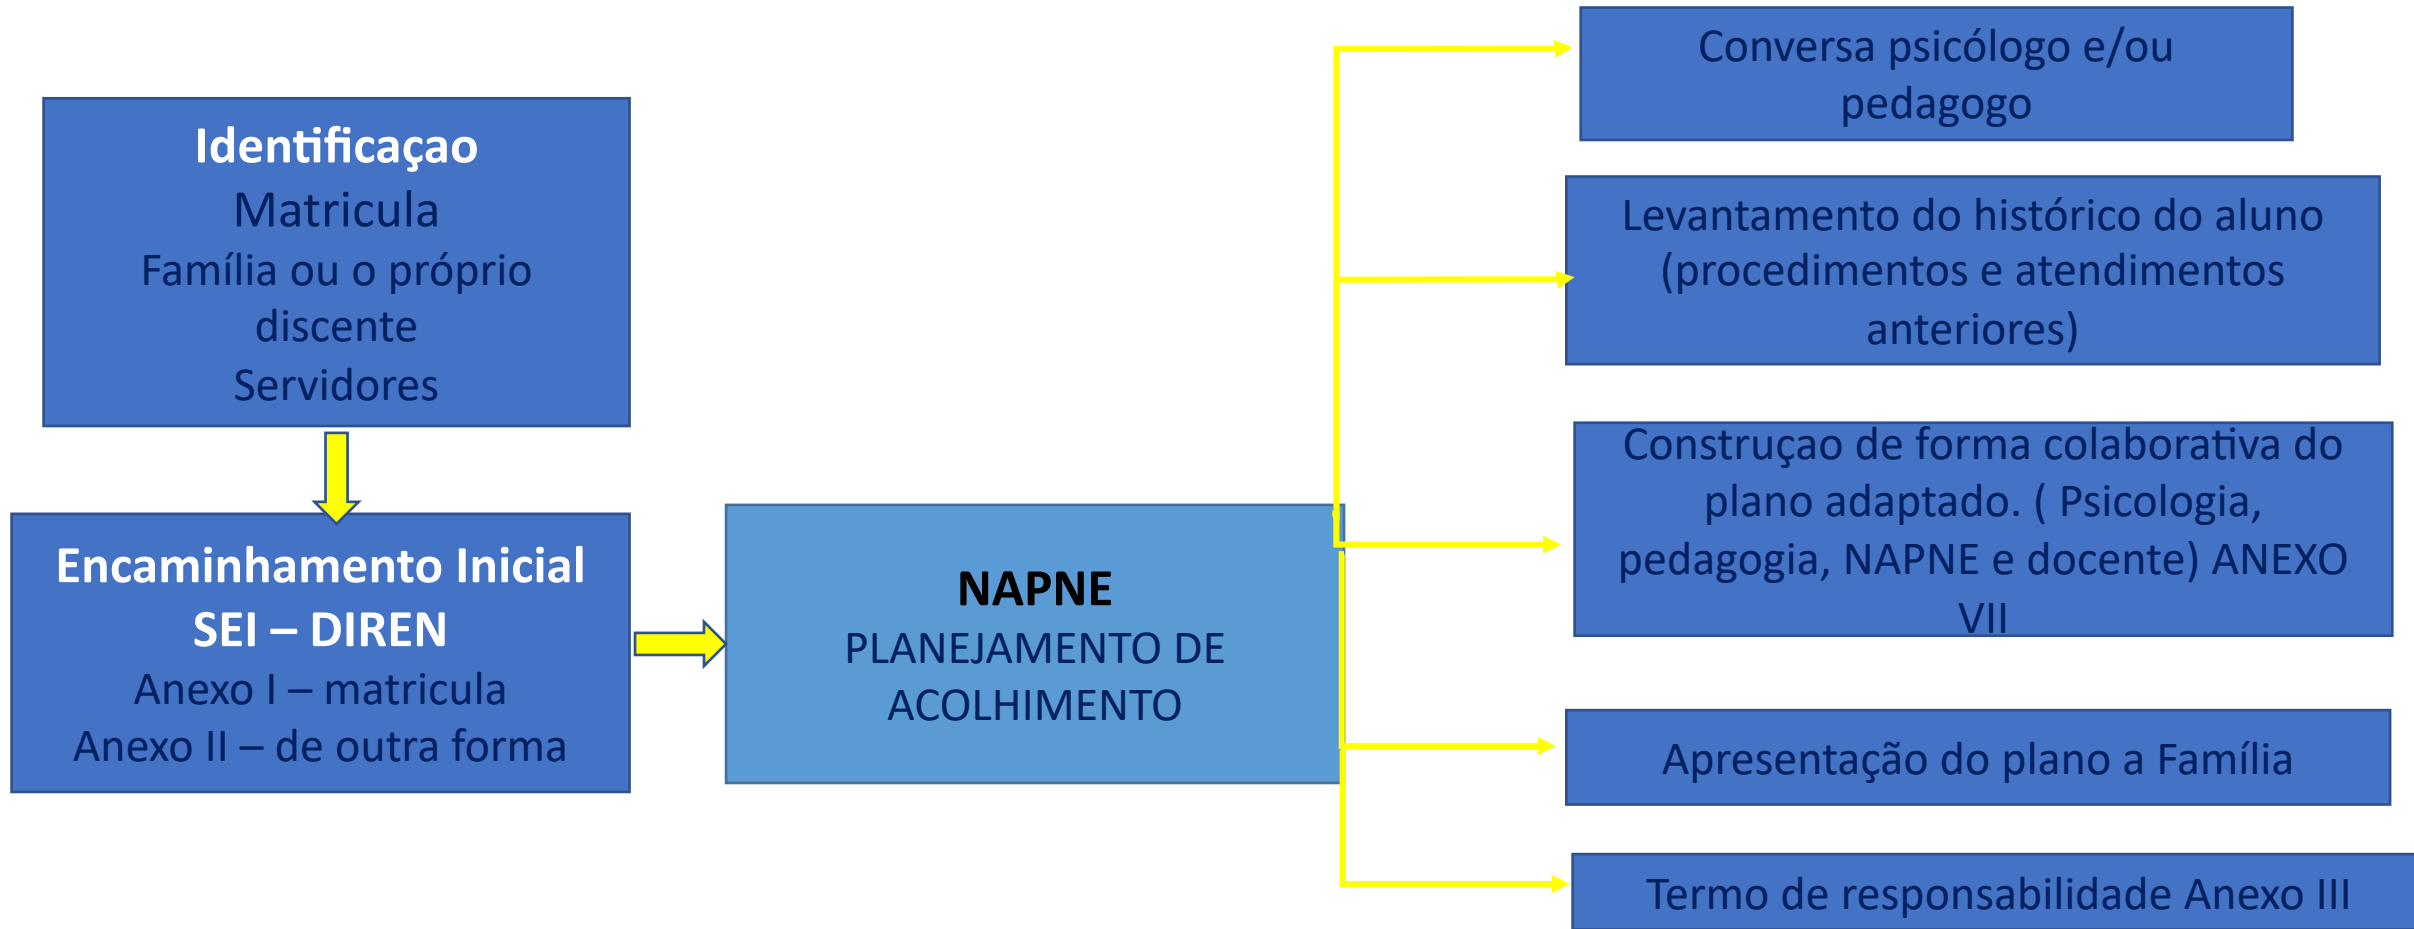 Identificaçao
Matricula
Família ou o próprio
discente
Servidores
Encaminhamento Inicial
SEI – DIREN
Anexo I – matricula
Anexo II – de outra forma
NAPNE
PLANEJAMENTO DE
ACOLHIMENTO
Conversa psicólogo e/ou
pedagogo
Levantamento do histórico do aluno
(procedimentos e atendimentos
anteriores)
Construçao de forma colaborativa do
plano adaptado. ( Psicologia,
pedagogia, NAPNE e docente) ANEXO
VII
Apresentação do plano a Família
Termo de responsabilidade Anexo III